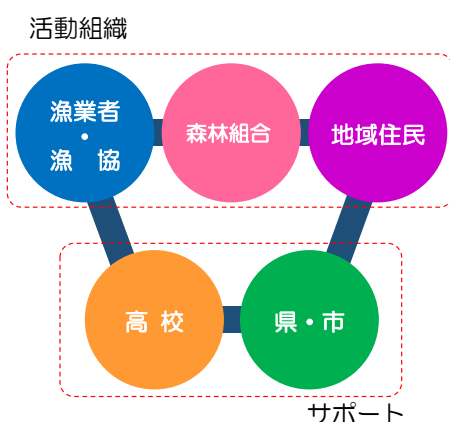 活動組織
漁業者
・
漁　協
森林組合
地域住民
高 校
県・市
サポート